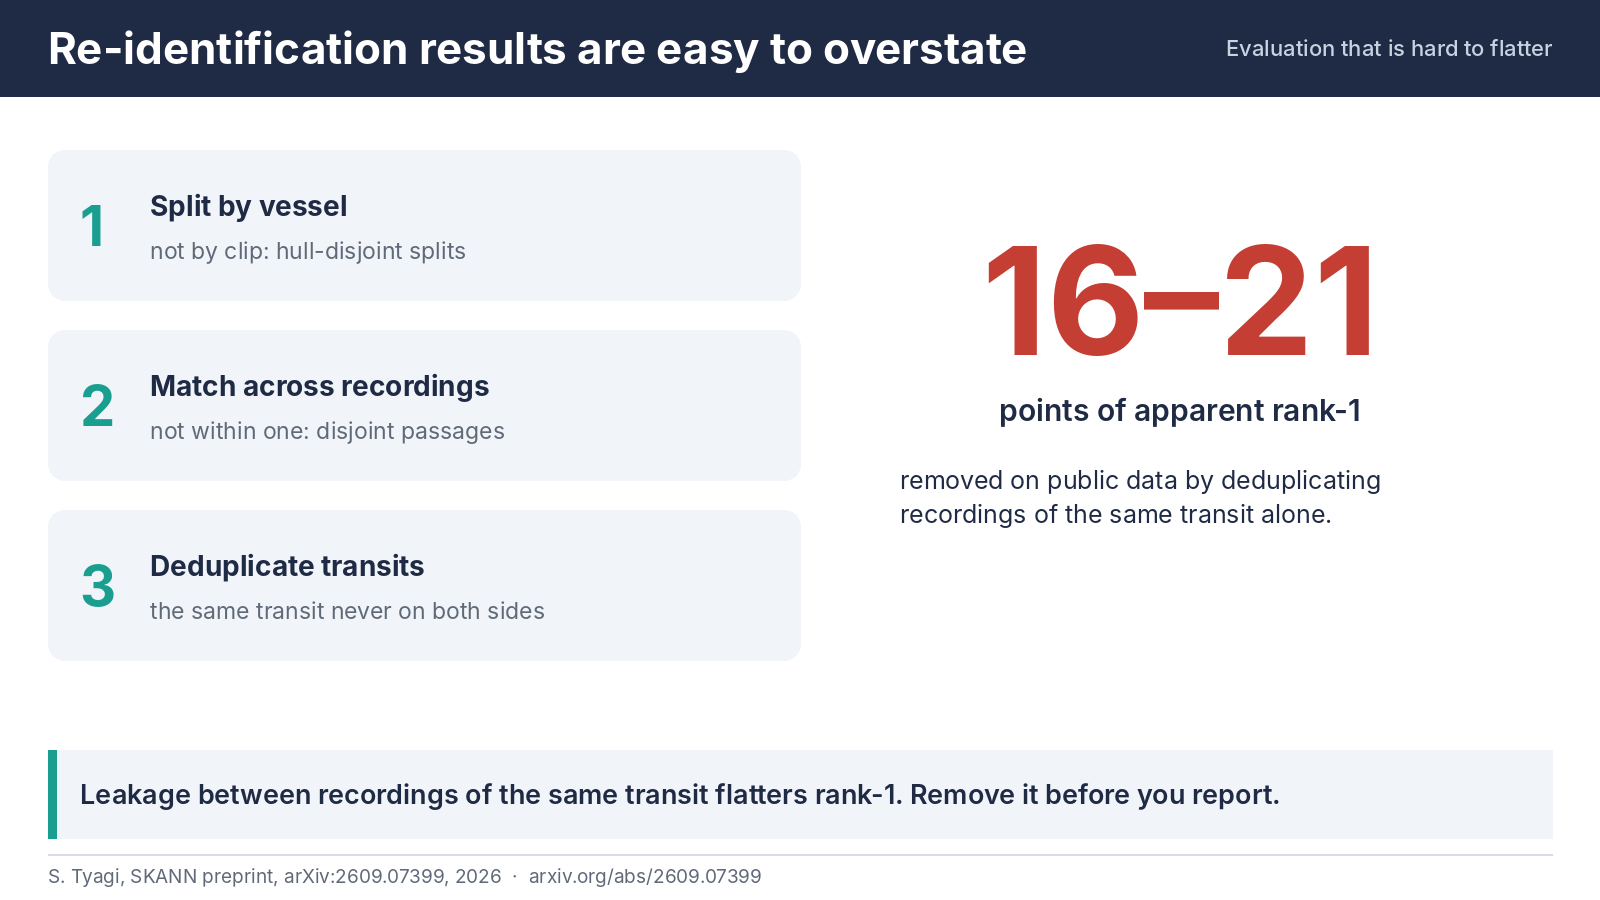 Re-identification results are easy to overstate
Evaluation that is hard to flatter
1
Split by vessel
not by clip: hull-disjoint splits
2
Match across recordings
not within one: disjoint passages
3
Deduplicate transits
the same transit never on both sides
16–21
points of apparent rank-1
removed on public data by deduplicating
recordings of the same transit alone.
Leakage between recordings of the same transit flatters rank-1. Remove it before you report.
S. Tyagi, SKANN preprint, arXiv:2609.07399, 2026 · arxiv.org/abs/2609.07399